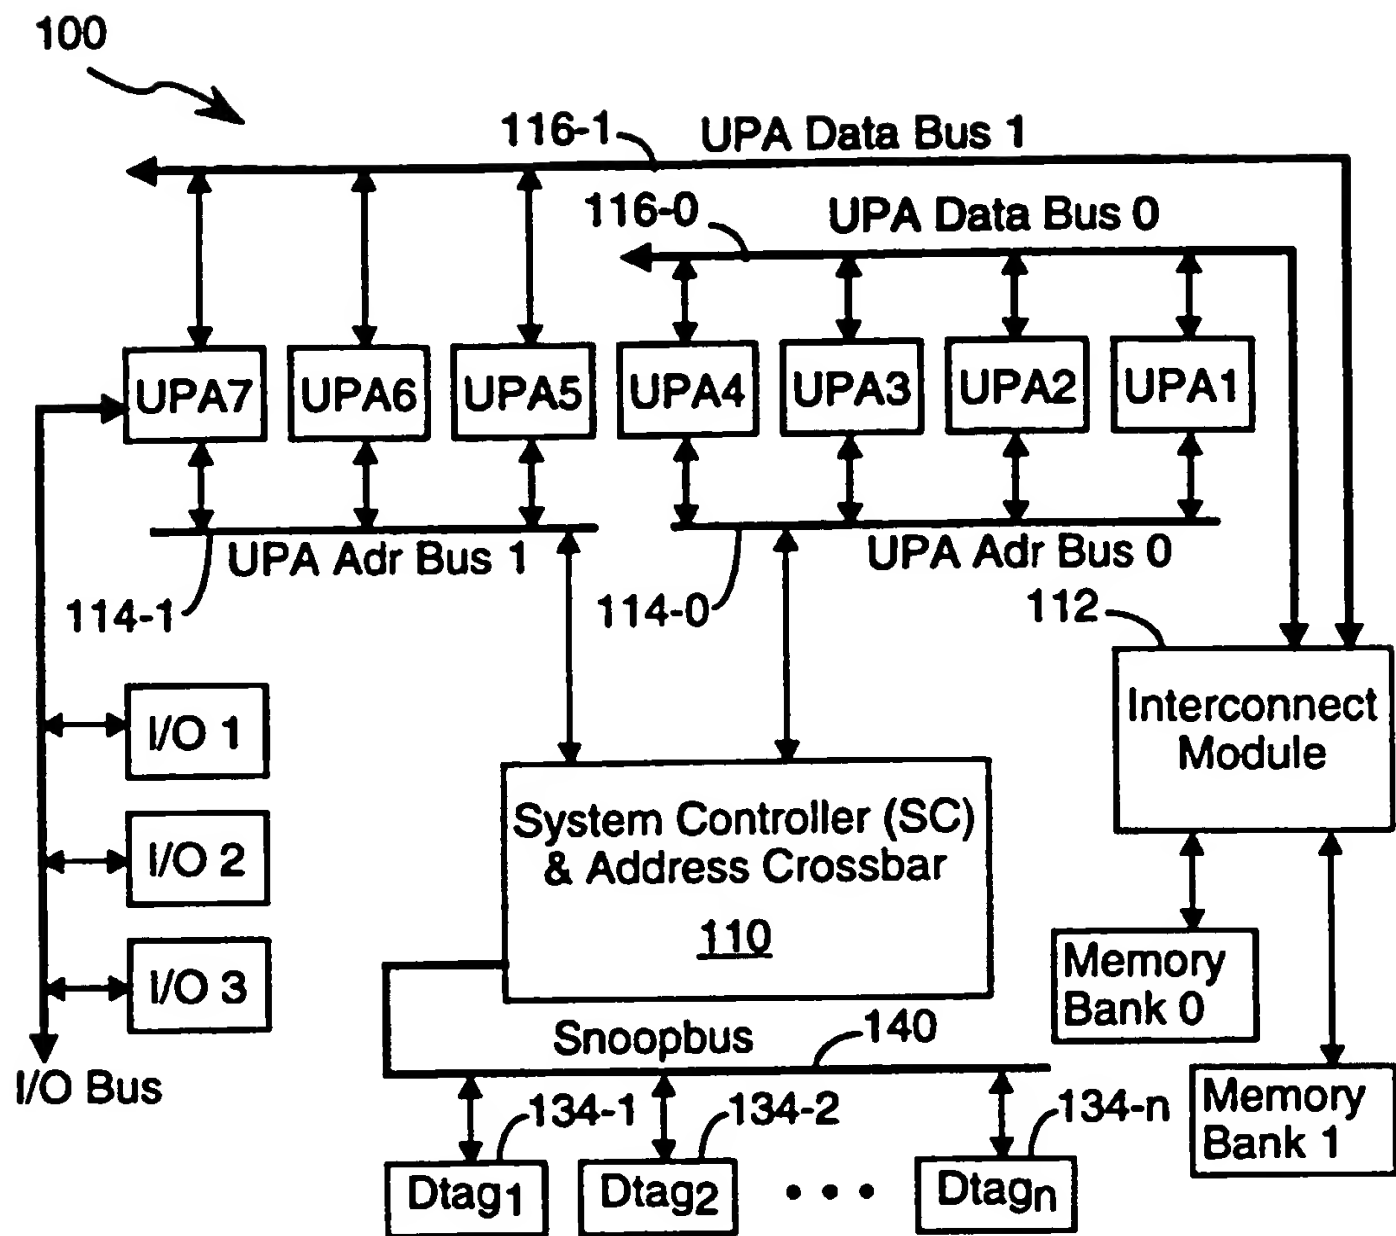 100
116-1
UPA Data Bus 1
116-0
UPA Data Bus 0
UPA7
UPA6
UPA5
UPA4
UPA3
UPA2
UPA1
UPA Adr Bus 1
UPA Adr Bus 0
114-1
114-0
112
Interconnect
Module
I/O 1
I/O 2
I/O 3
I/O Bus
System Controller (SC)
& Address Crossbar
110
Memory
Bank 0
Memory
Bank 1
Snoopbus
140
134-1
134-2
134-n
Dtag1
Dtag2
• • •
Dtagn